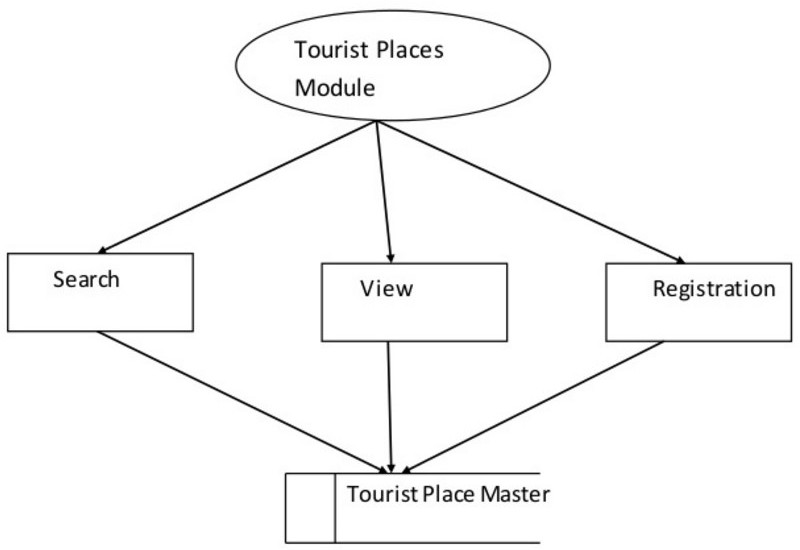 Tourist Places
Module
Search
View
Registration
Tourist Place Master